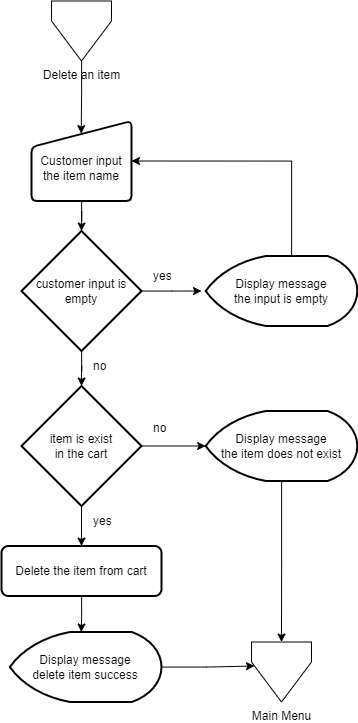 Delete an item
Customer input
the item name
customer input is
empty
yes
Display message
the input is empty
no
item is exist
in the cart
no
Display message
the item does not exist
yes
Delete the item from cart
Display message
delete item success
Main Menu